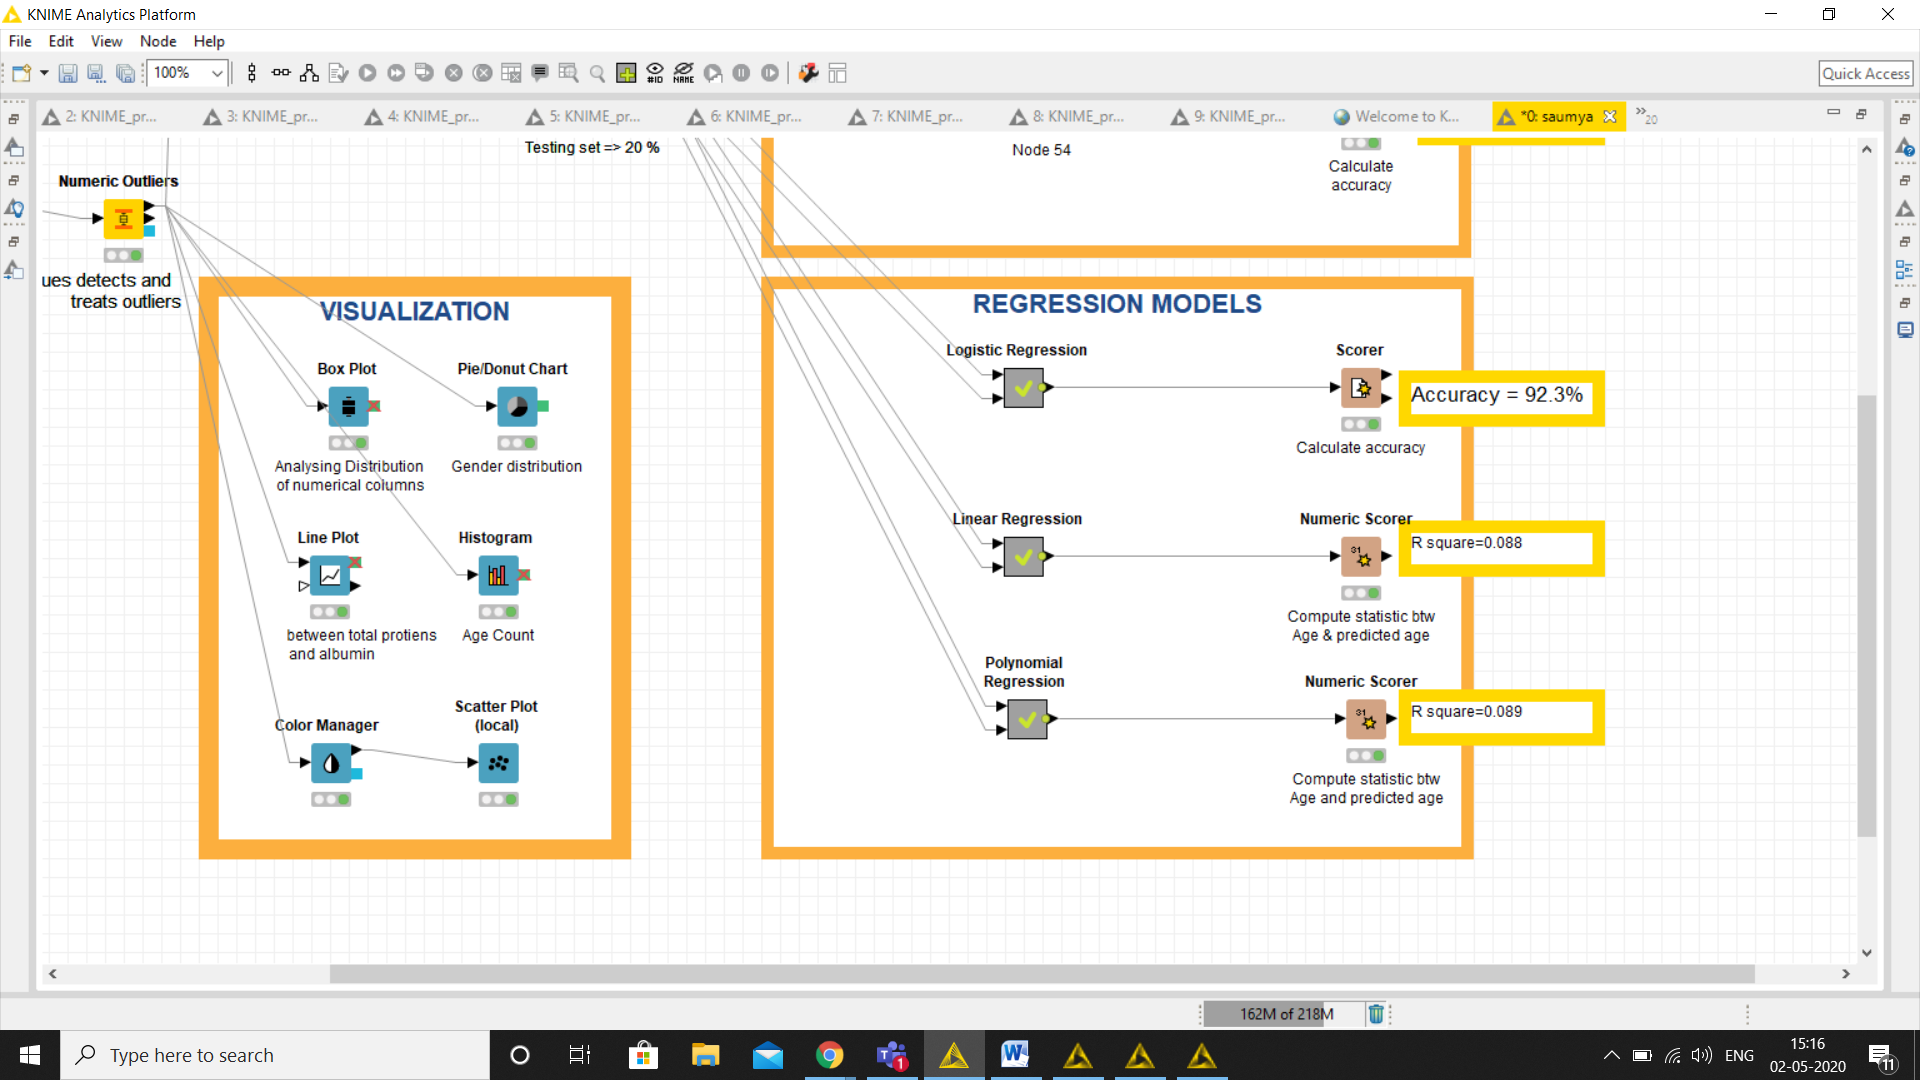 KNIME Analytics Platform
File Edit View Node Help
100%
#ID
NAME
Quick Access
2: KNIME_pr...
3: KNIME_pr...
4: KNIME_pr...
5: KNIME_pr...
6: KNIME_pr...
7: KNIME_pr...
8: KNIME_pr...
9: KNIME_pr...
Welcome to K...
*0: saumya
»20
Testing set => 20 %
Node 54
Calculate
accuracy
Numeric Outliers
ues detects and
treats outliers
VISUALIZATION
Box Plot
Analysing Distribution
of numerical columns
Pie/Donut Chart
Gender distribution
Line Plot
between total protiens
and albumin
Histogram
Age Count
Color Manager
Scatter Plot
(local)
REGRESSION MODELS
Logistic Regression
Scorer
Calculate accuracy
Accuracy = 92.3%
Linear Regression
Numeric Scorer
31
Compute statistic btw
Age & predicted age
R square=0.088
Polynomial
Regression
Numeric Scorer
31
Compute statistic btw
Age and predicted age
R square=0.089
162M of 218M
Type here to search
1
ENG
15:16
02-05-2020
11